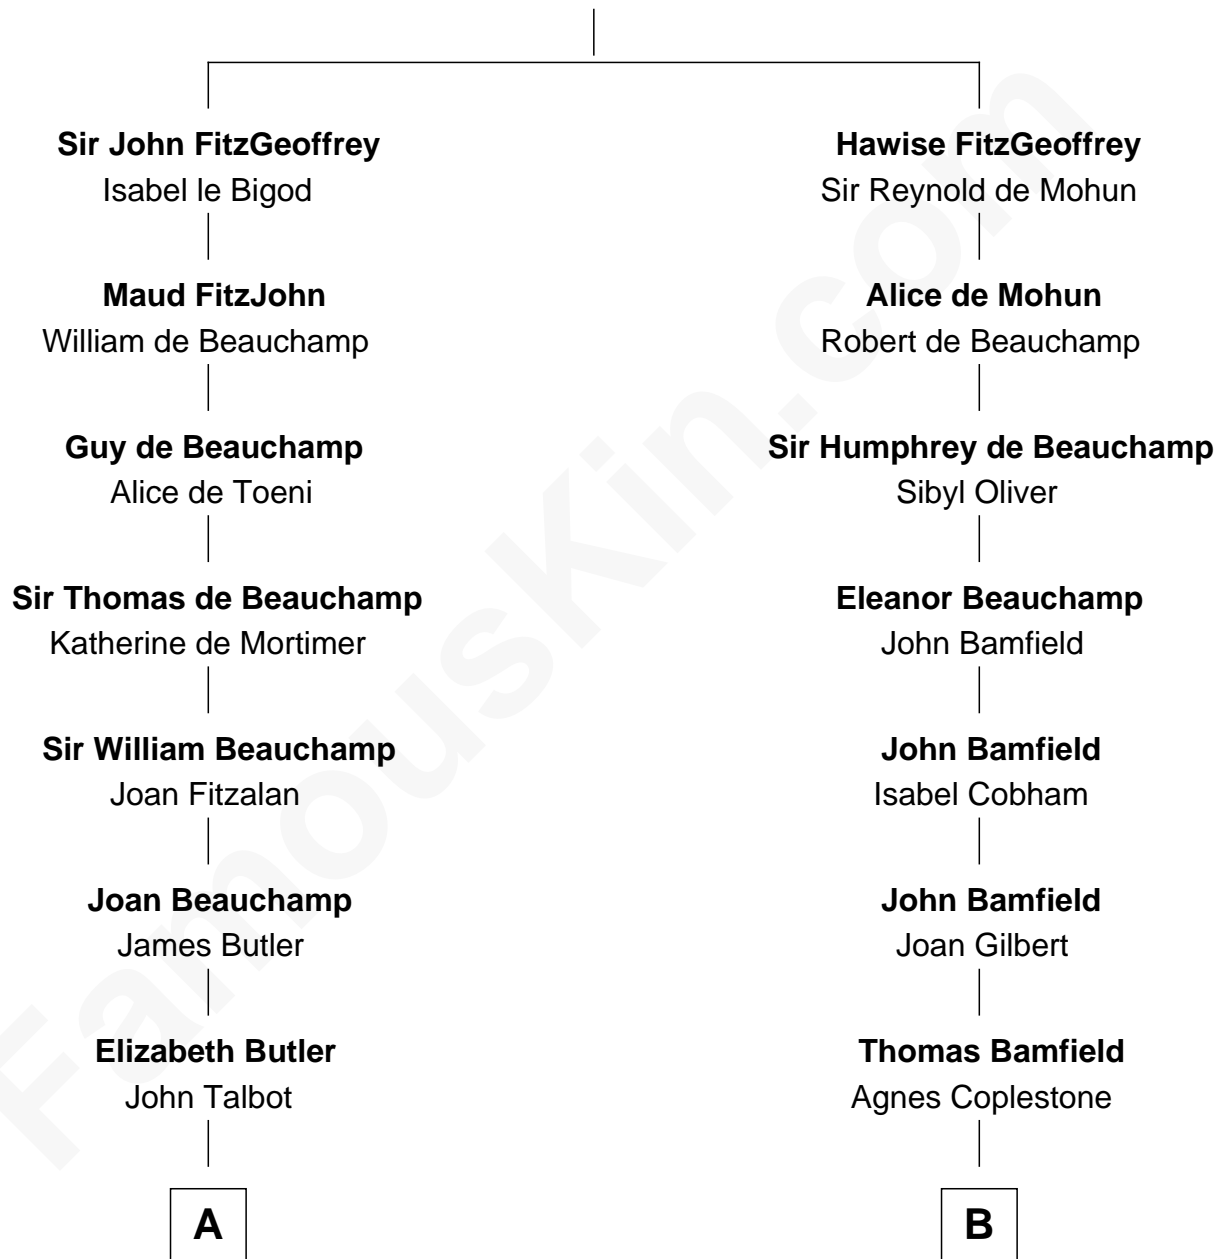 Sir John FitzGeoffrey
Isabel le Bigod
Maud FitzJohn
William de Beauchamp
Guy de Beauchamp
Alice de Toeni
Sir Thomas de Beauchamp
Katherine de Mortimer
Sir William Beauchamp
Joan Fitzalan
Joan Beauchamp
James Butler
Elizabeth Butler
John Talbot
A
Hawise FitzGeoffrey
Sir Reynold de Mohun
Alice de Mohun
Robert de Beauchamp
Sir Humphrey de Beauchamp
Sibyl Oliver
Eleanor Beauchamp
John Bamfield
John Bamfield
Isabel Cobham
John Bamfield
Joan Gilbert
Thomas Bamfield
Agnes Coplestone
B
FamousKin.com